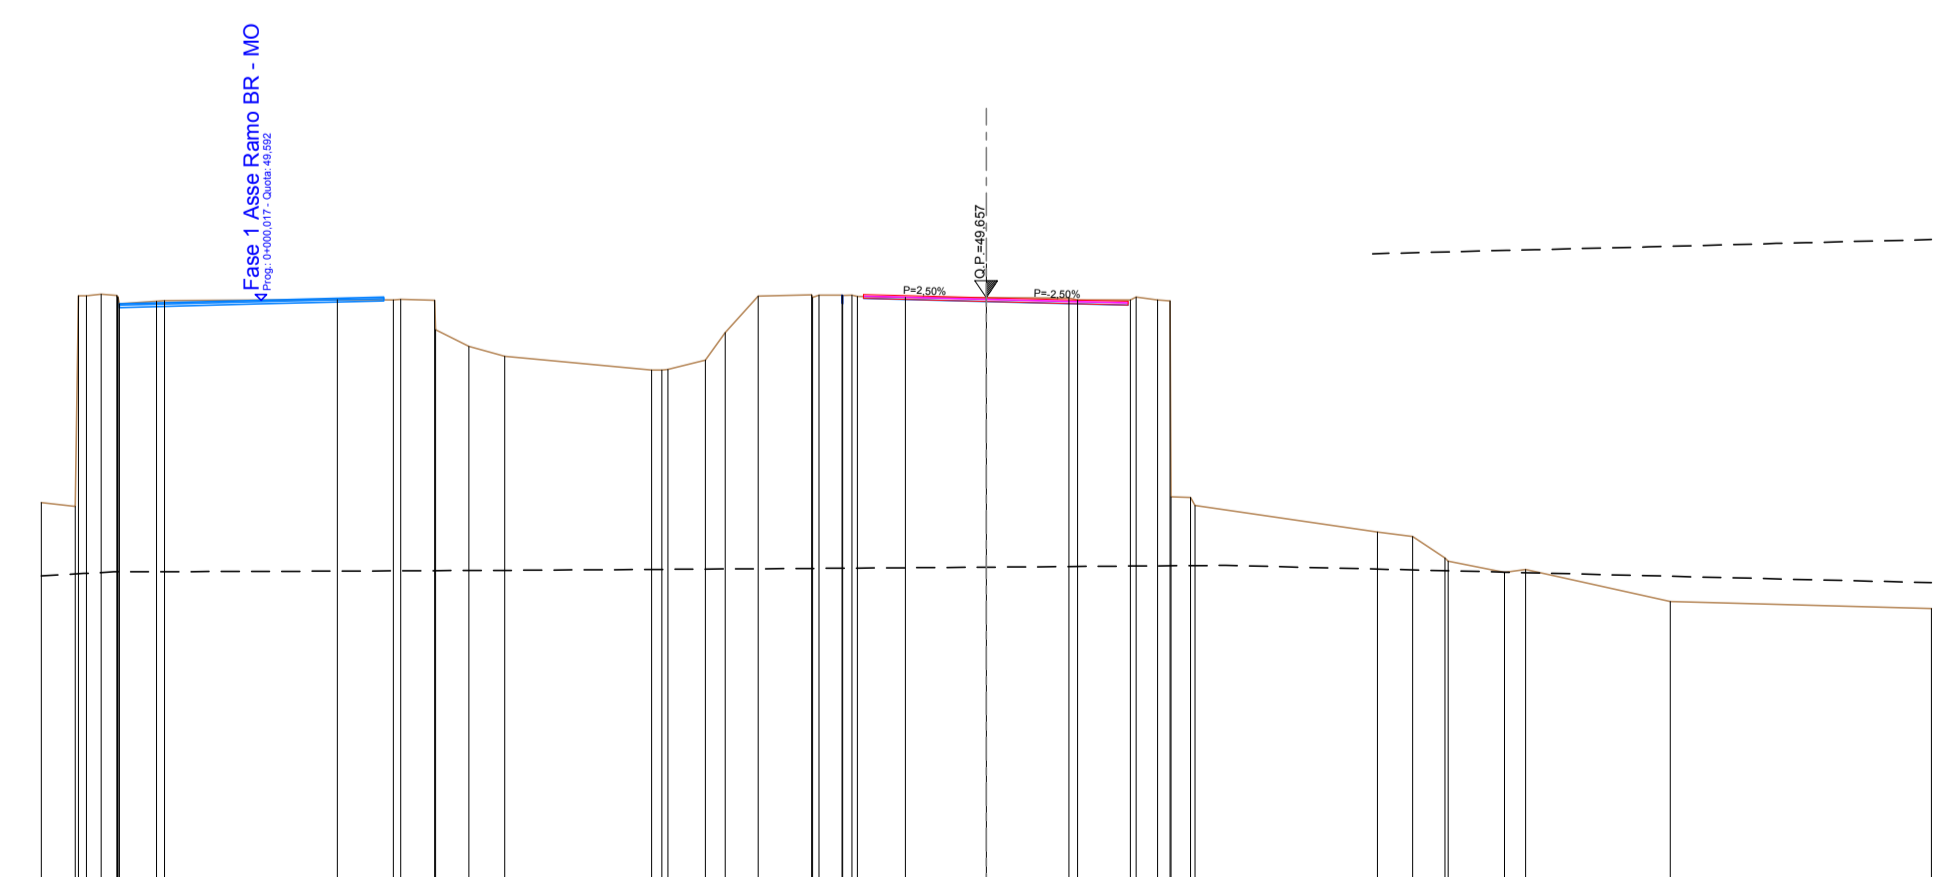 Fase 1 Asse Ramo BR - MO
Prog.: 0+000,017 - Quota: 49,592
Q.P.=49,657
P=2,50%
P=-2,50%